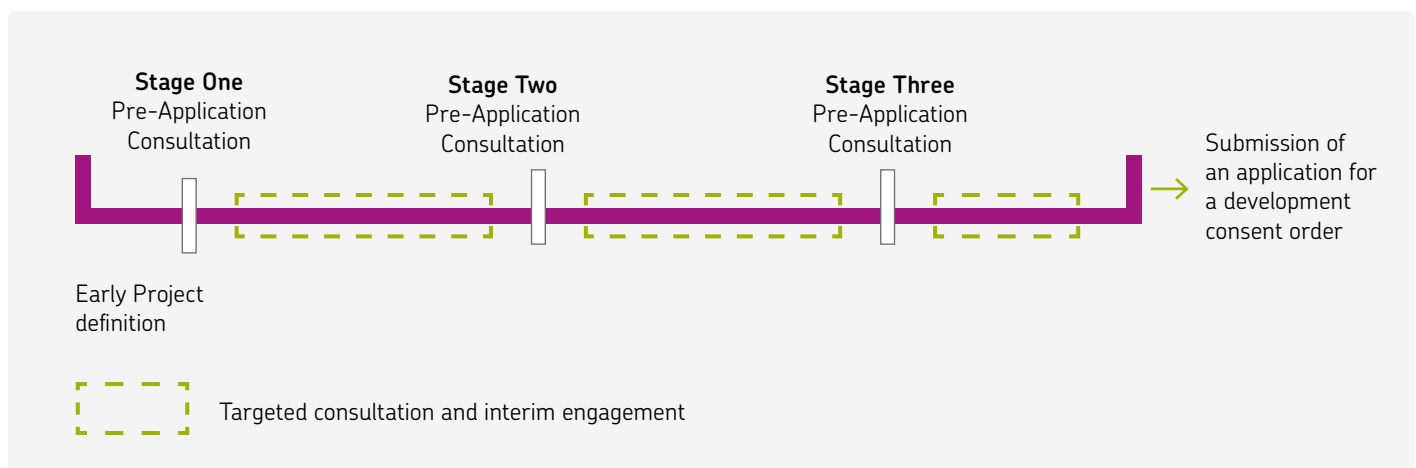 Stage One
Pre-Application
Consultation
Stage Two
Pre-Application
Consultation
Stage Three
Pre-Application
Consultation
Submission of
an application for
a development
consent order
Early Project
definition
Targeted consultation and interim engagement